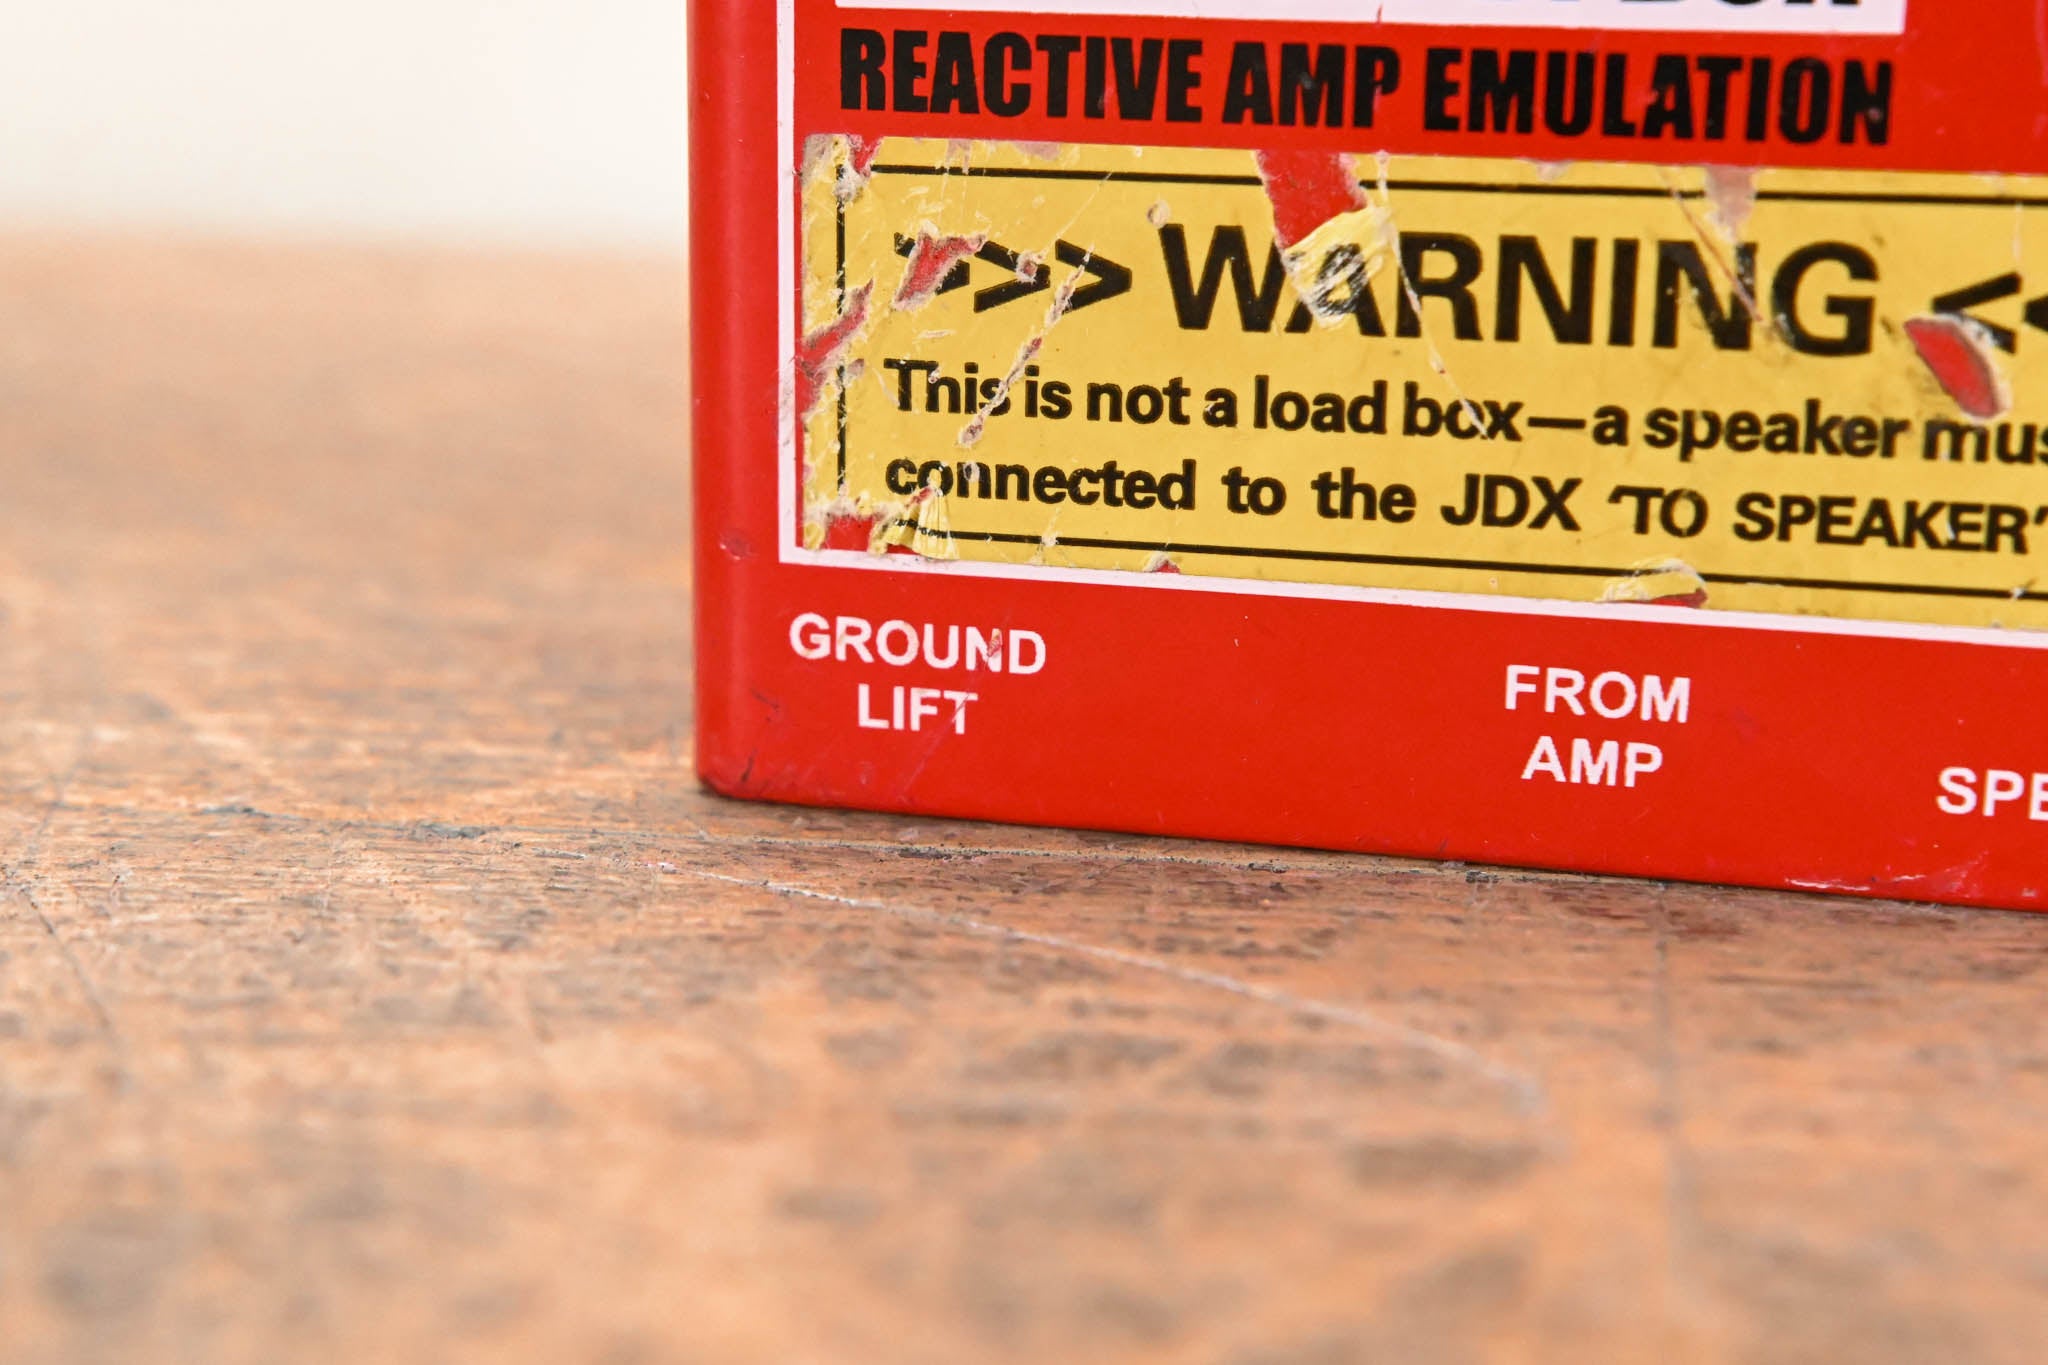 REACTIVE AMP EMULATION
>>> WARNING <<
This is not a load box—a speaker mus
connected to the JDX 'TO SPEAKER'
GROUND
LIFT
FROM
AMP
SPE